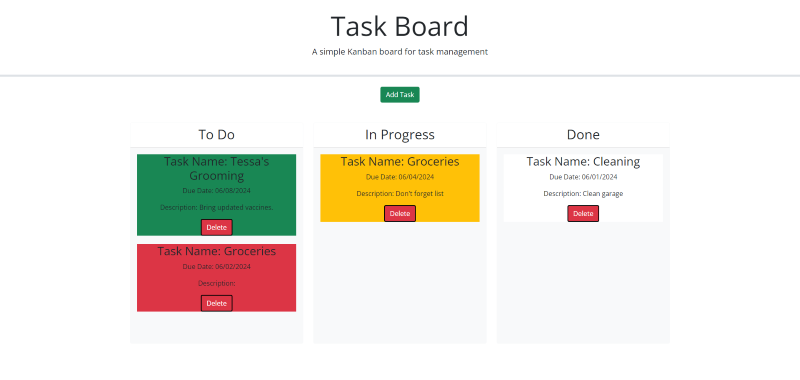 Task Board
A simple Kanban board for task management
Add Task
To Do
Task Name: Tessa's
Grooming
Due Date: 06/08/2024
Description: Bring updated vaccines.
Delete
Task Name: Groceries
Due Date: 06/02/2024
Description:
Delete
In Progress
Task Name: Groceries
Due Date: 06/04/2024
Description: Don't forget list
Delete
Done
Task Name: Cleaning
Due Date: 06/01/2024
Description: Clean garage
Delete